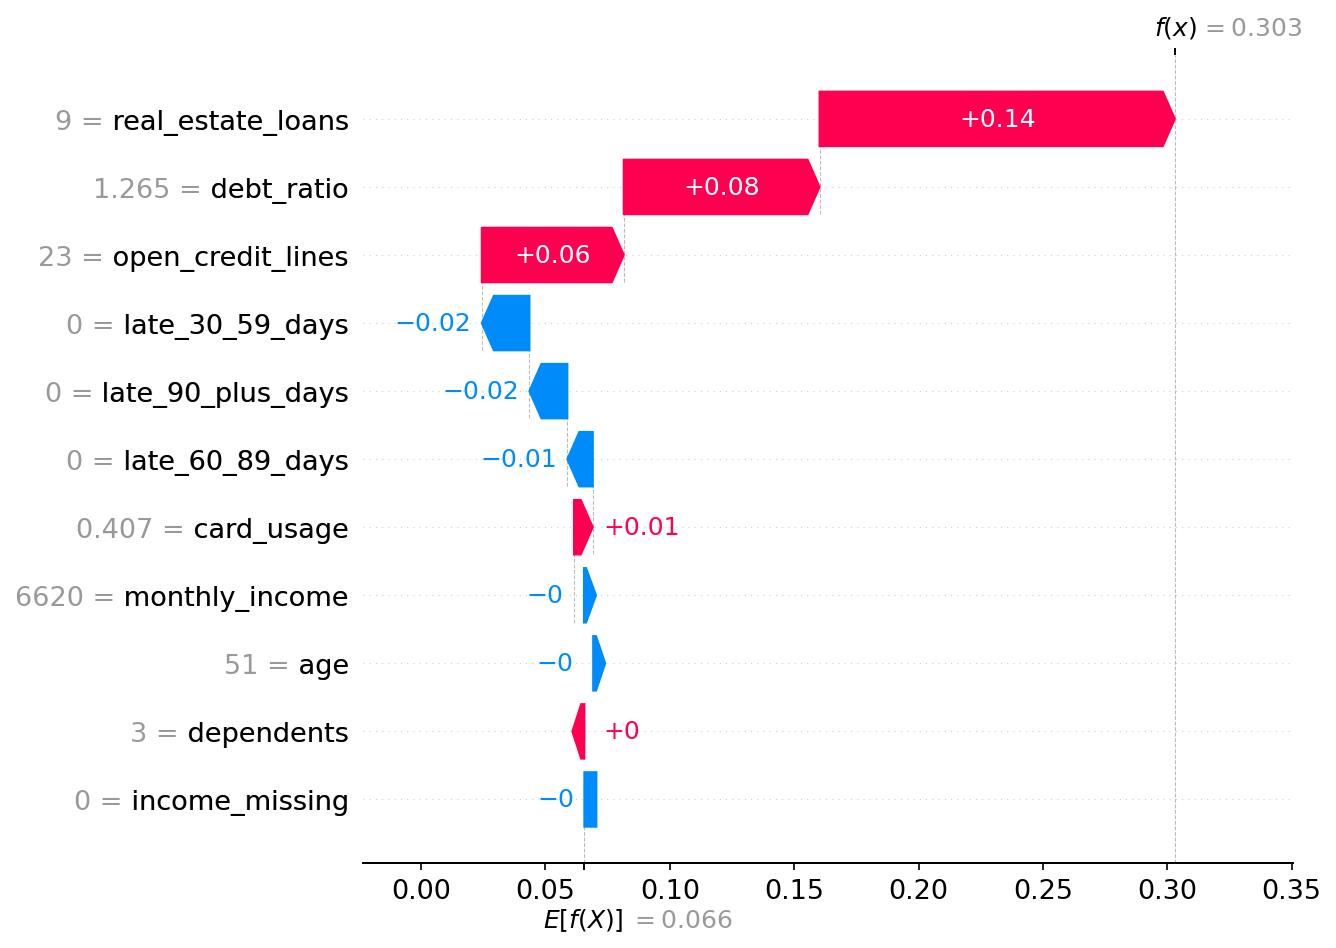 f(x) = 0.303
9 = real_estate_loans +0.14
1.265 = debt_ratio +0.08
23 = open_credit_lines +0.06
0 = late_30_59_days −0.02
0 = late_90_plus_days −0.02
0 = late_60_89_days −0.01
0.407 = card_usage +0.01
6620 = monthly_income −0
51 = age −0
3 = dependents +0
0 = income_missing −0
0.00 0.05 0.10 0.15 0.20 0.25 0.30 0.35
E[f(X)] = 0.066